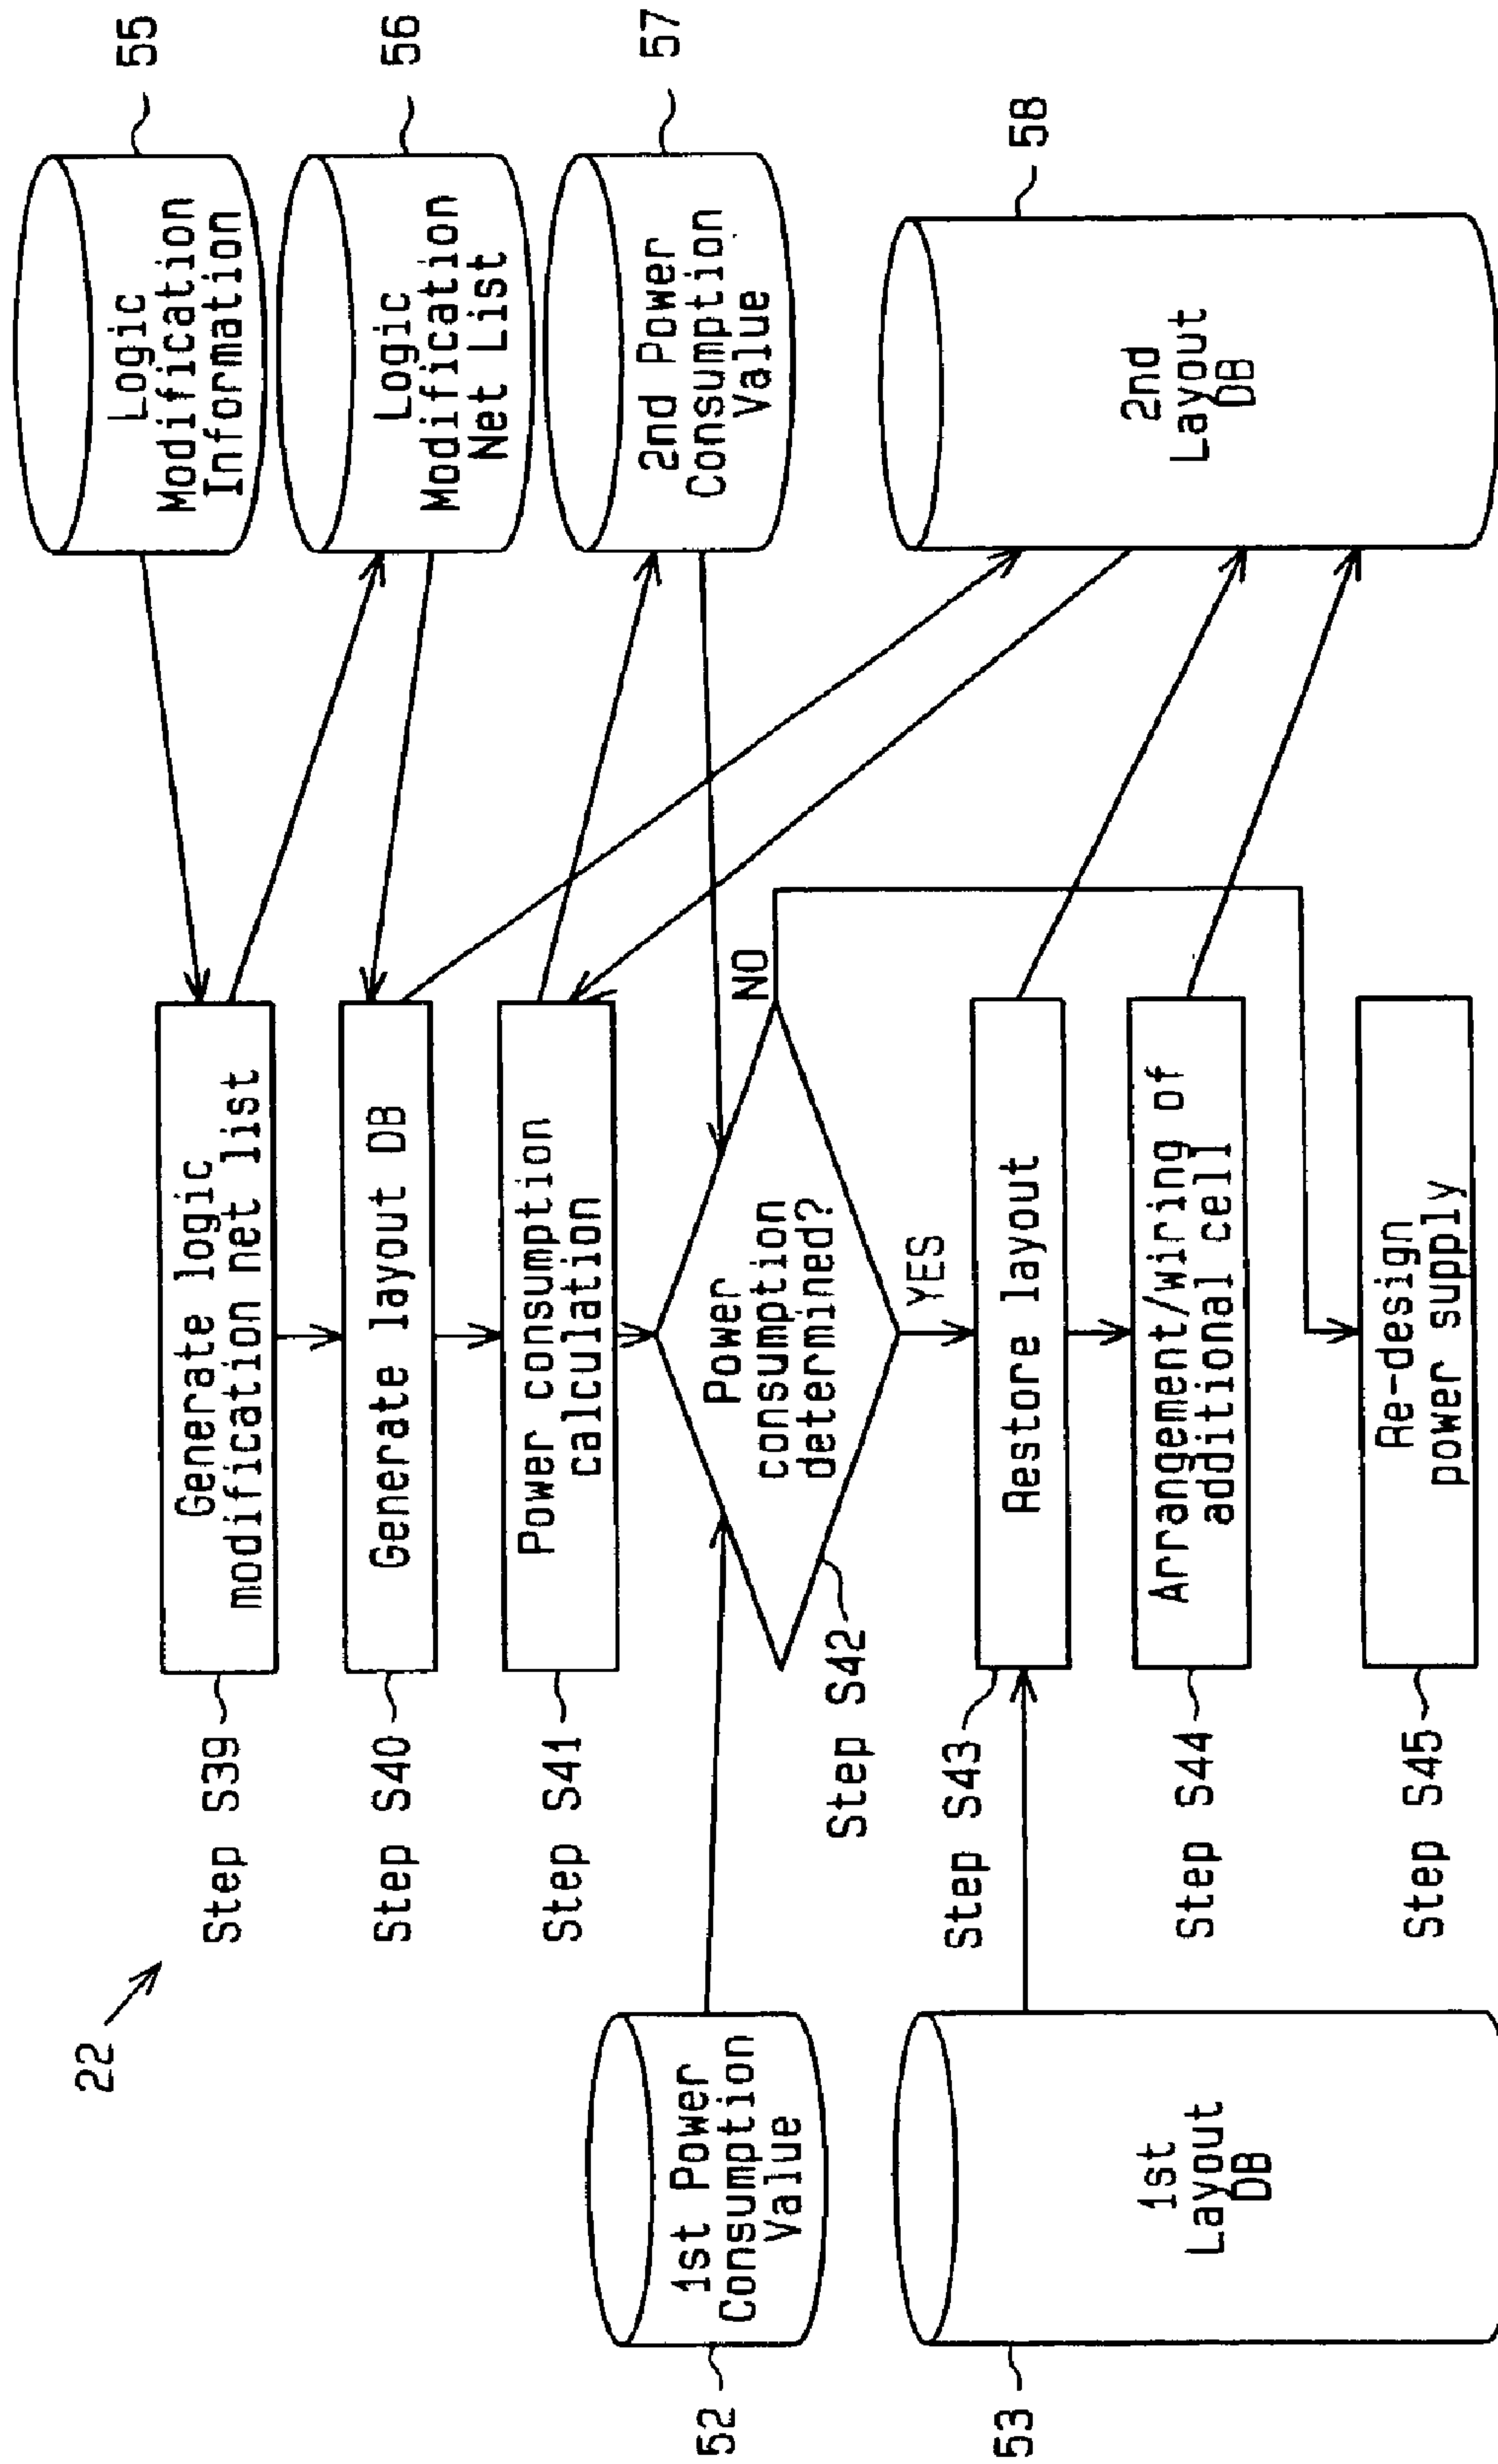 22
Step S39
Generate logic
modification net list
Logic
Modification
Information
55
Step S40
Generate layout DB
Logic
Modification
Net List
56
Step S41
Power consumption
calculation
2nd Power
Consumption
Value
57
52
1st Power
Consumption
Value
Step S42
Power
consumption
determined?
NO
YES
53
1st
Layout
DB
Step S43
Restore layout
2nd
Layout
DB
58
Step S44
Arrangement/wiring of
additional cell
Step S45
Re-design
power supply